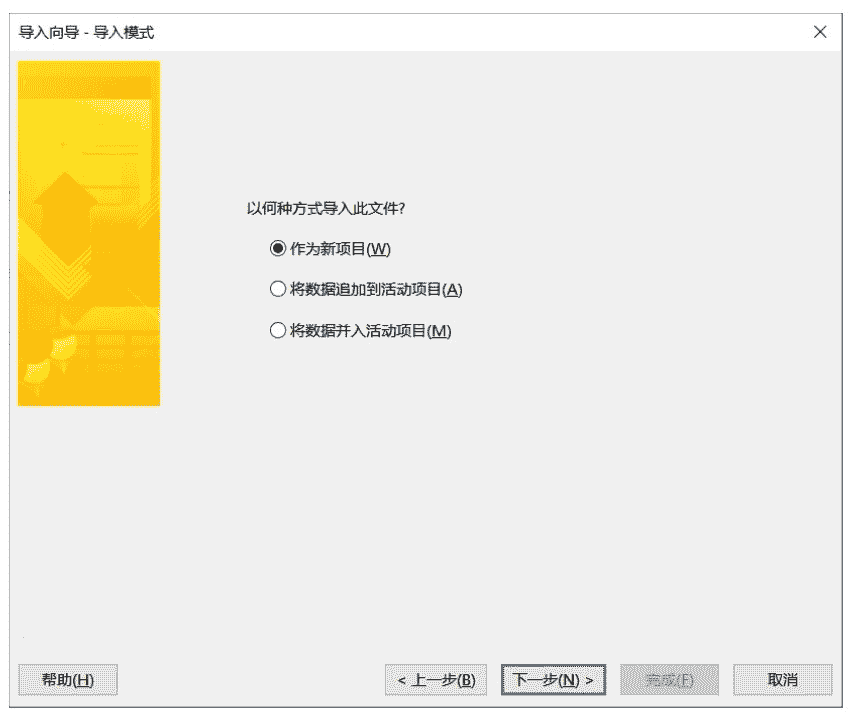 导入向导 - 导入模式
以何种方式导入此文件?
作为新项目(W)
将数据追加到活动项目(A)
将数据并入活动项目(M)
帮助(H)
< 上一步(B)
下一步(N) >
完成(F)
取消